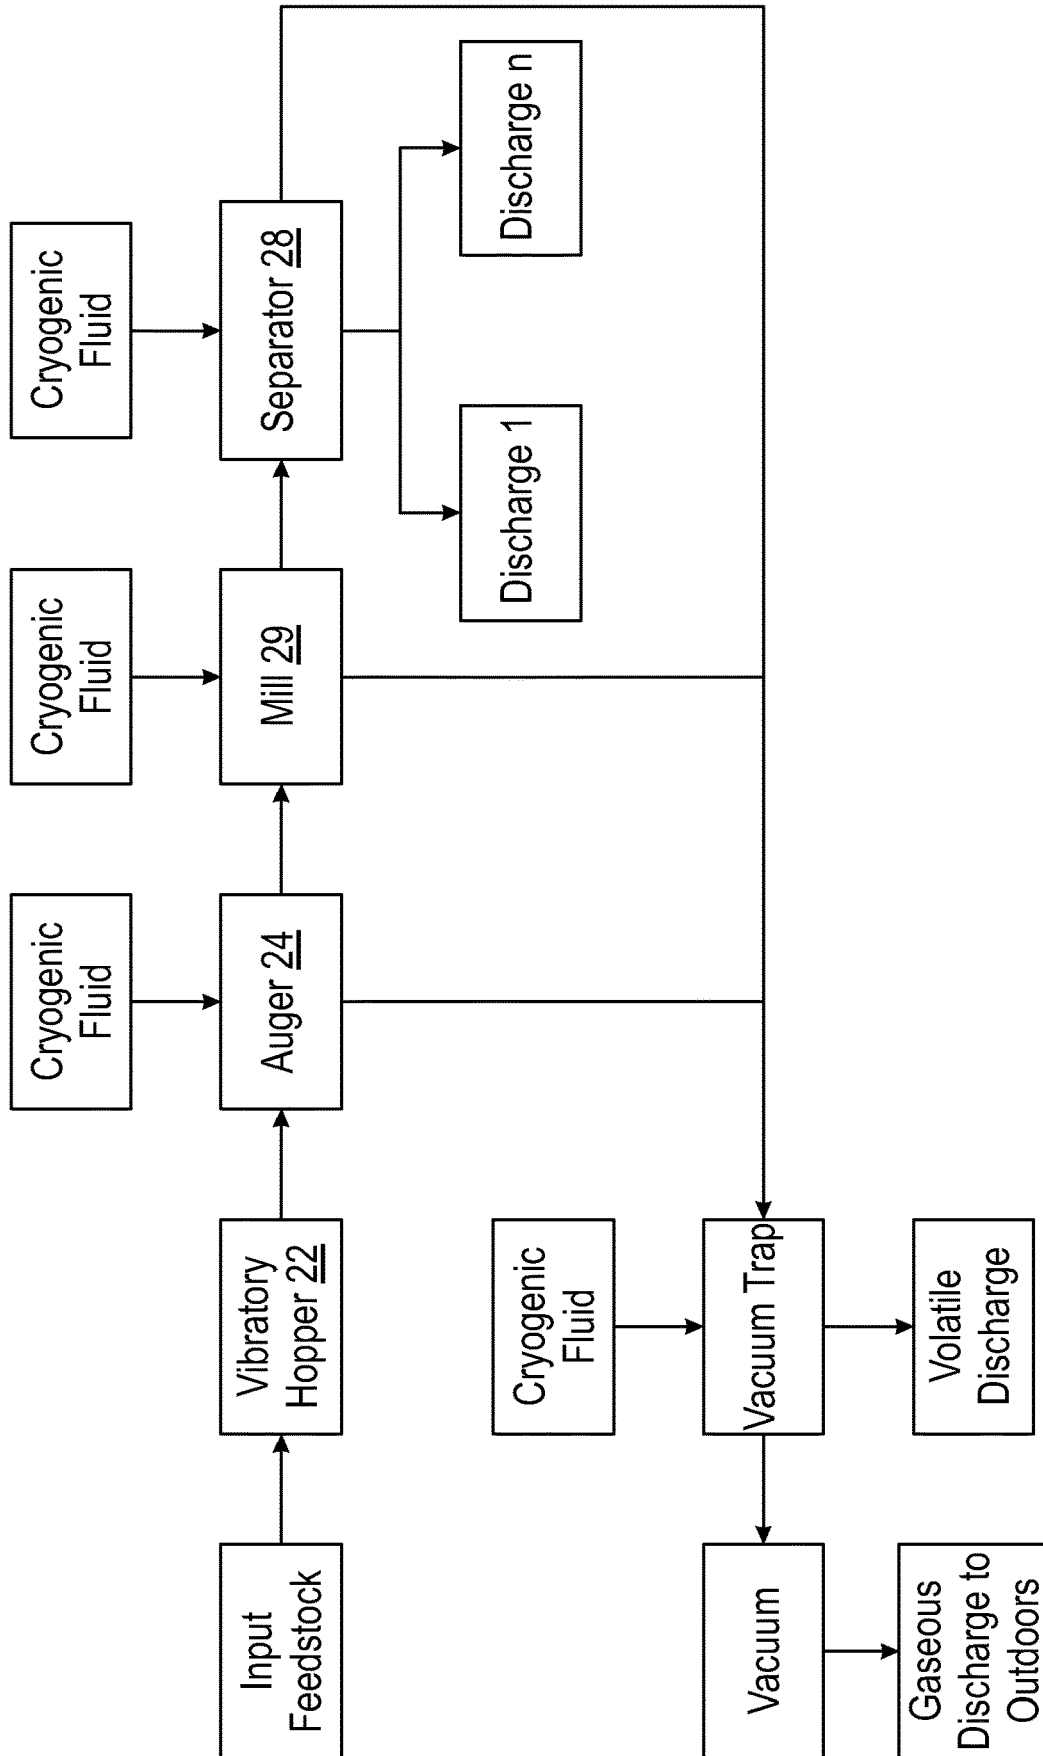 Cryogenic
Fluid
Cryogenic
Fluid
Cryogenic
Fluid
Input
Feedstock
Vibratory
Hopper 22
Auger 24
Mill 29
Separator 28
Cryogenic
Fluid
Discharge 1
Discharge n
Vacuum
Vacuum Trap
Gaseous
Discharge to
Outdoors
Volatile
Discharge